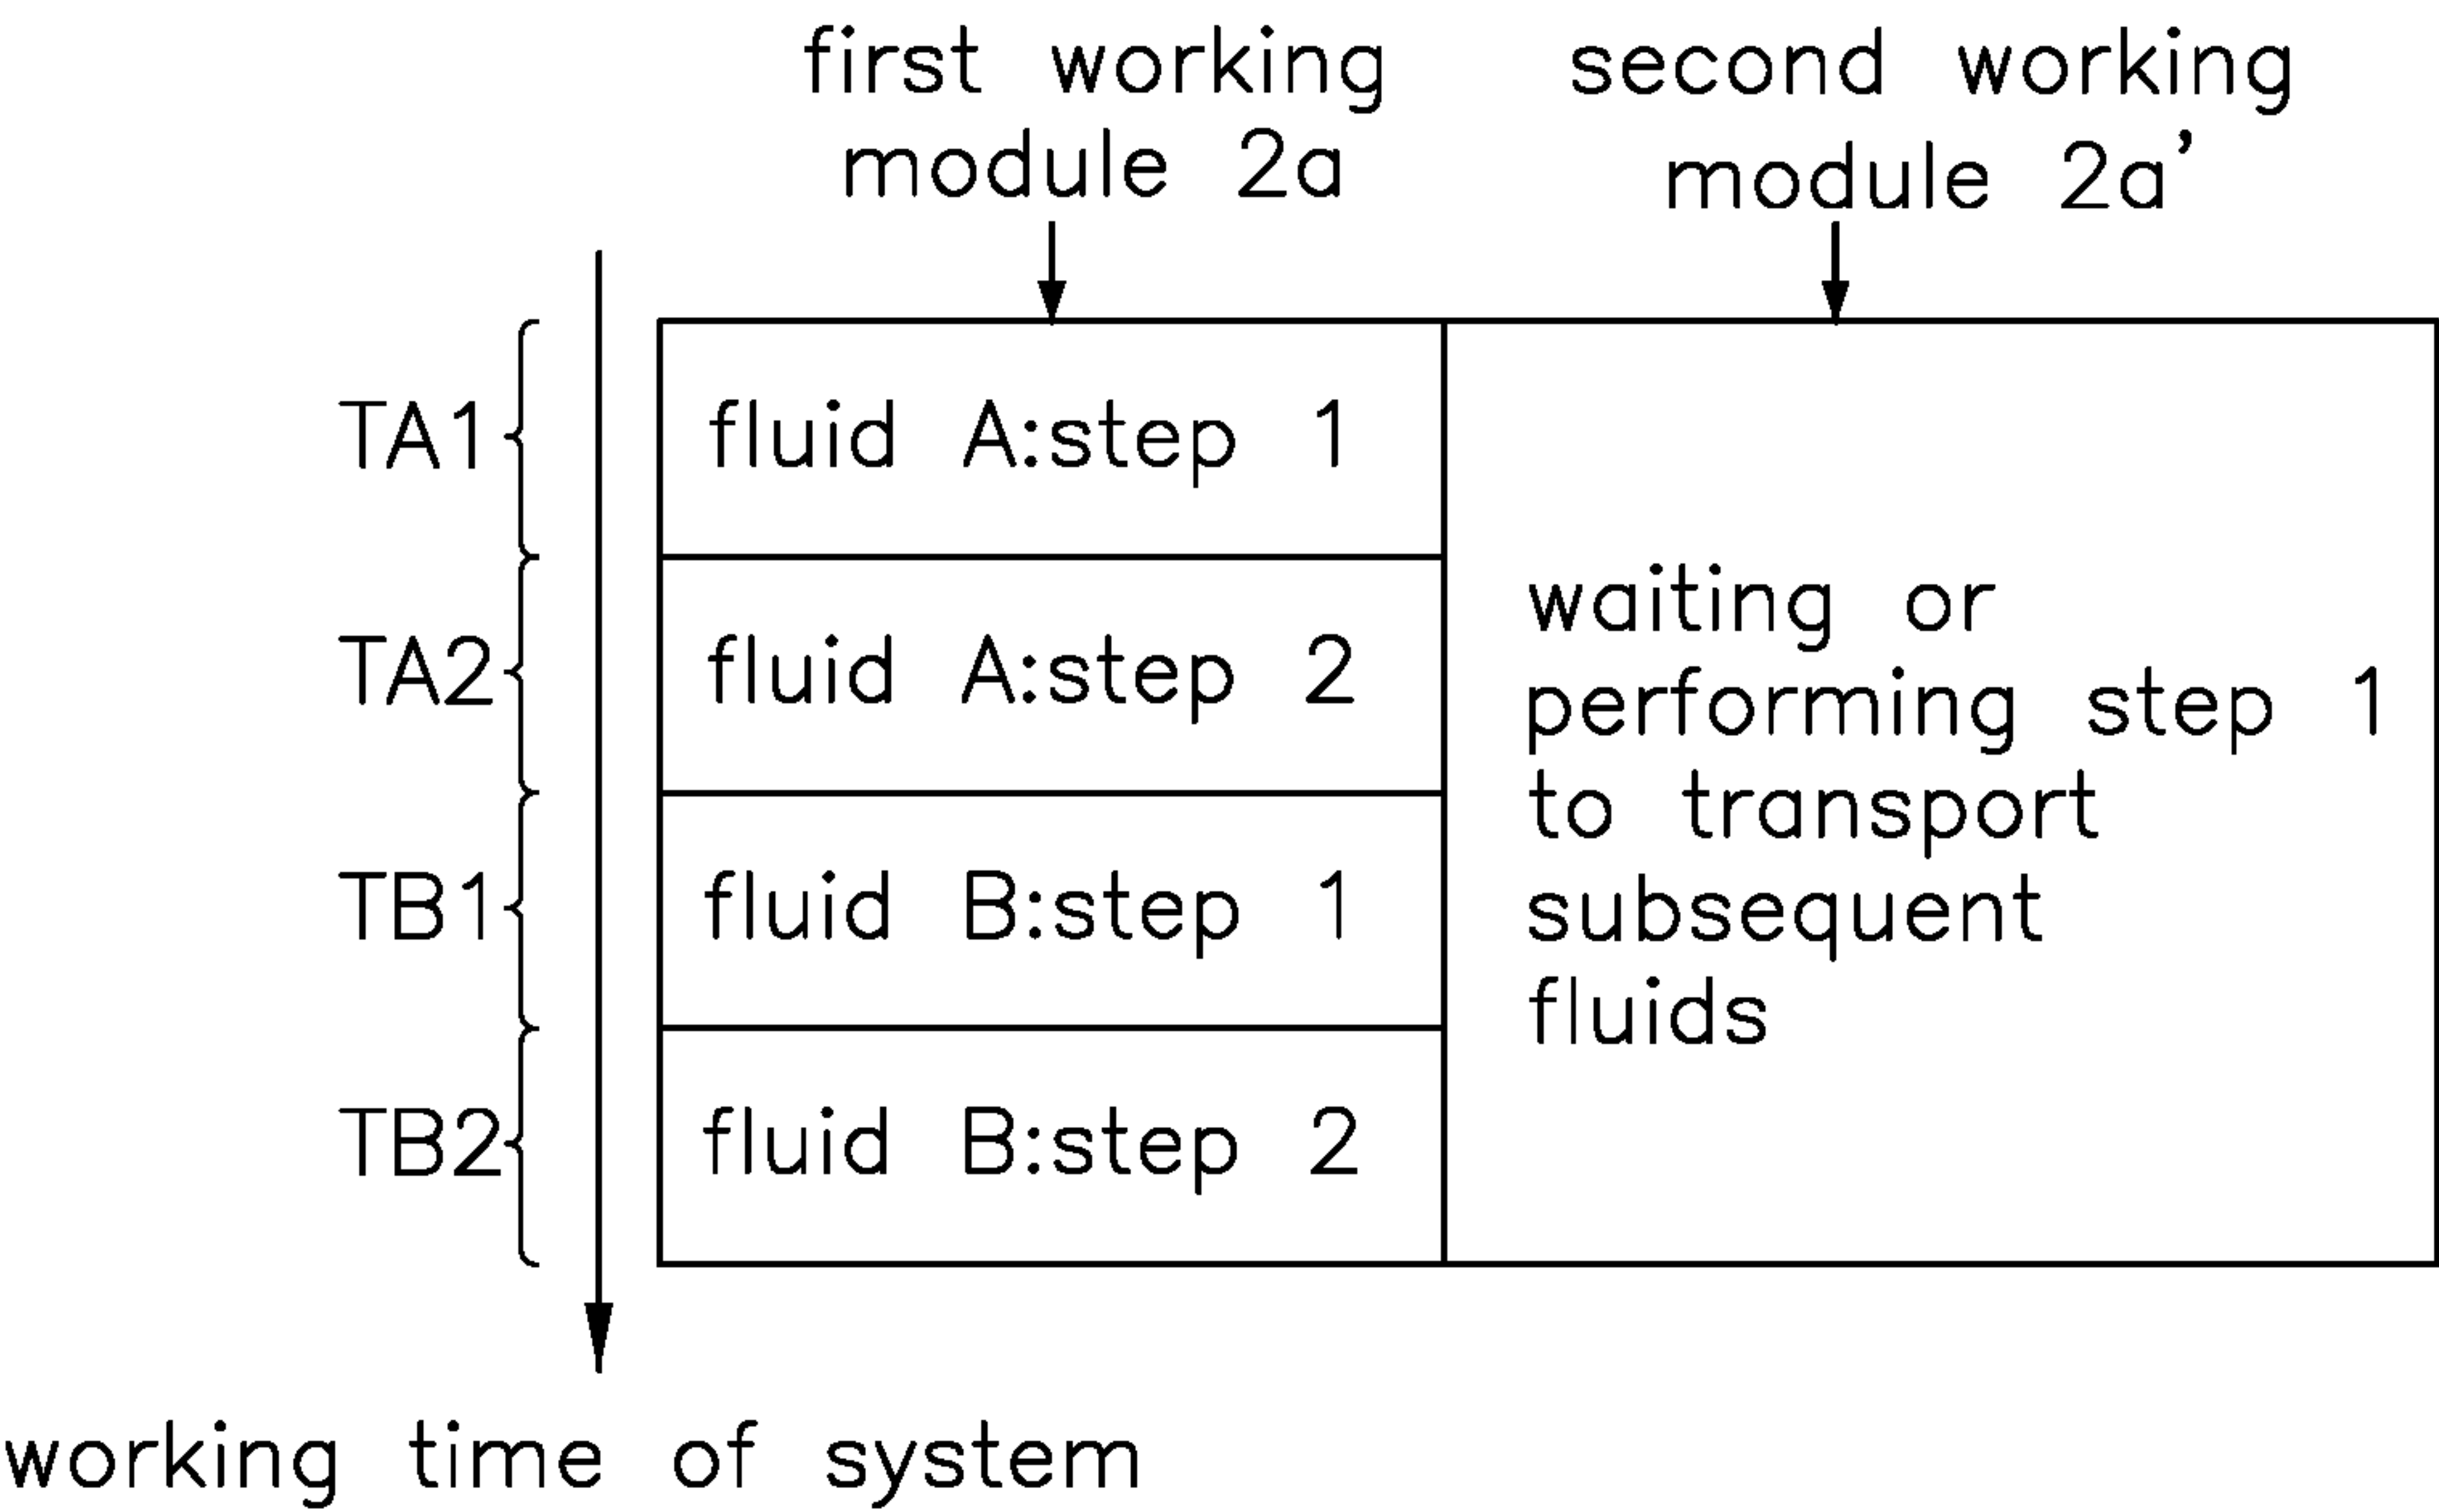 first working
module 2a
second working
module 2a’
TA1
fluid A:step 1
TA2
fluid A:step 2
TB1
fluid B:step 1
TB2
fluid B:step 2
waiting or
performing step 1
to transport
subsequent
fluids
working time of system